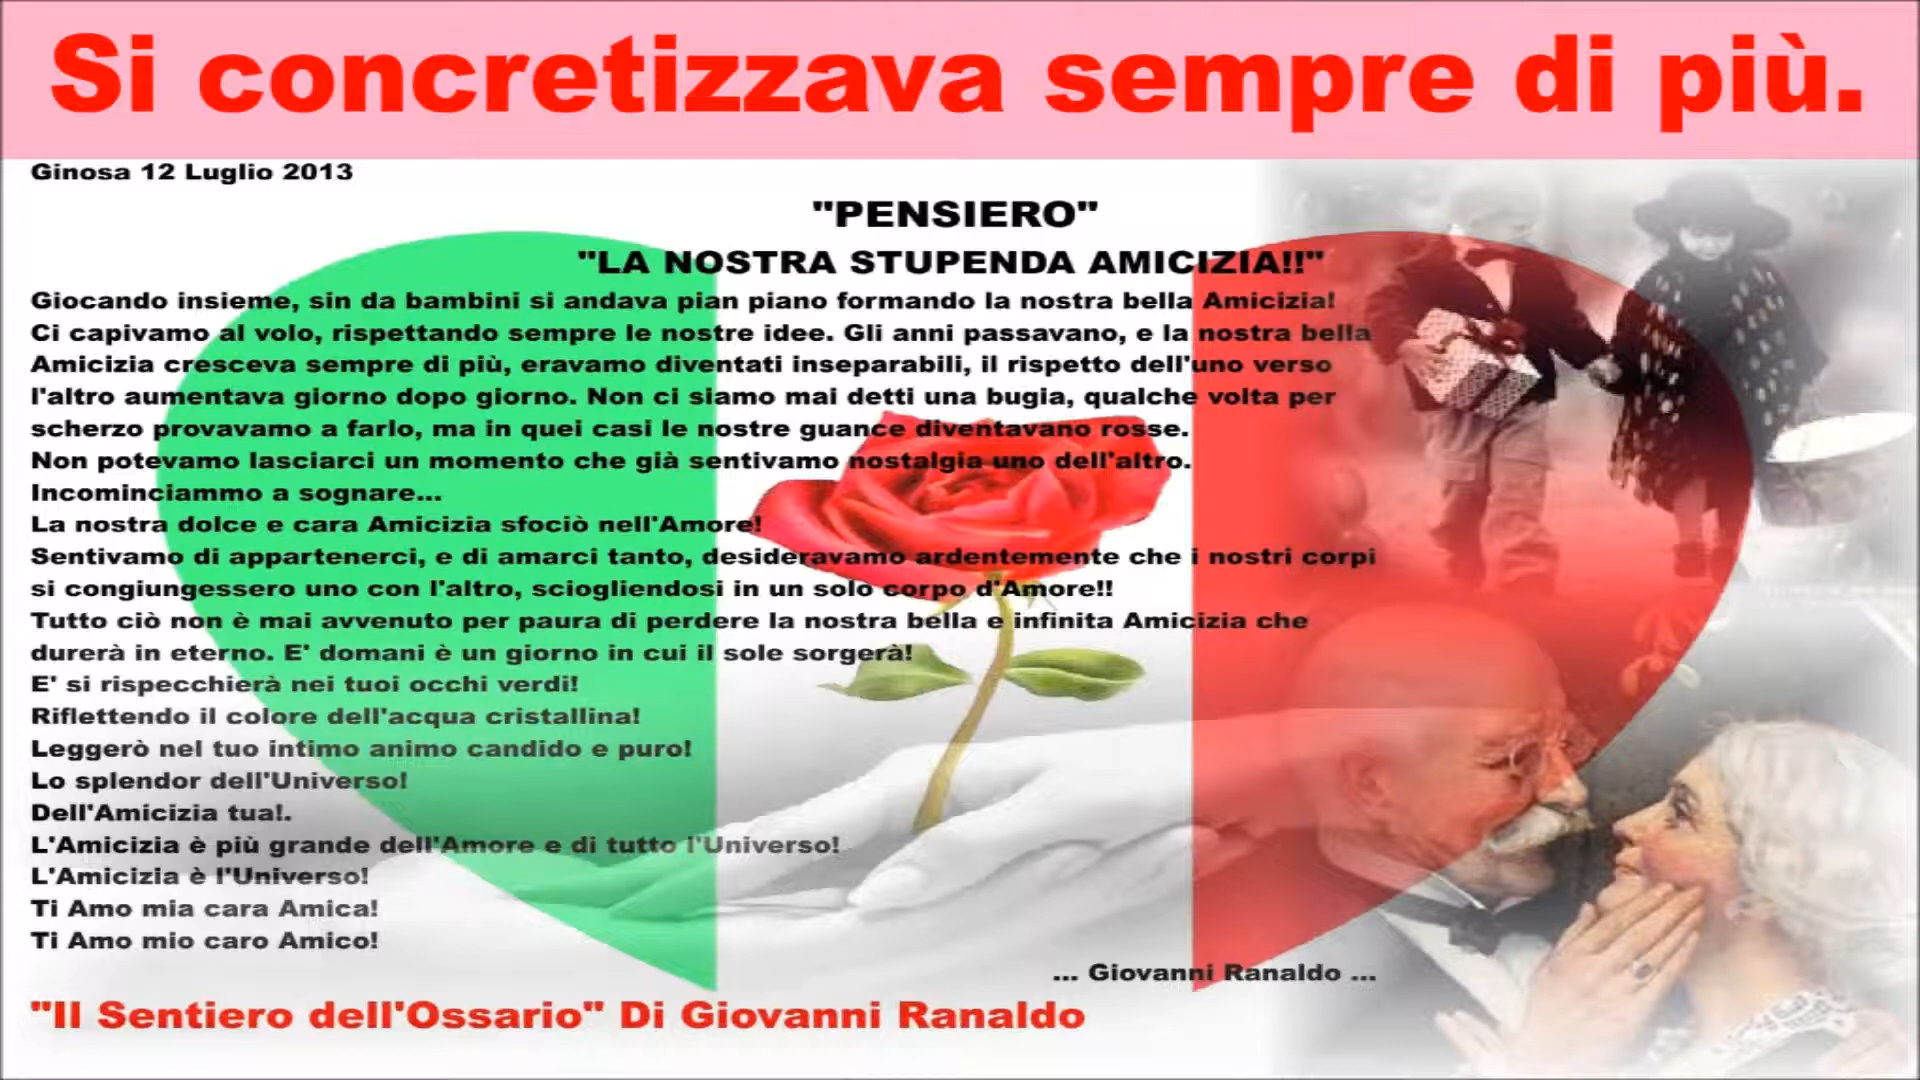 Si concretizzava sempre di più.
Ginosa 12 Luglio 2013
"PENSIERO"
"LA NOSTRA STUPENDA AMICIZIA!!"
Giocando insieme, sin da bambini si andava pian piano formando la nostra bella Amicizia!
Ci capivamo al volo, rispettando sempre le nostre idee. Gli anni passavano, e la nostra bella
Amicizia cresceva sempre di più, eravamo diventati inseparabili, il rispetto dell'uno verso
l'altro aumentava giorno dopo giorno. Non ci siamo mai detti una bugia, qualche volta per
scherzo provavamo a farlo, ma in quei casi le nostre guance diventavano rosse.
Non potevamo lasciarci un momento che già sentivamo nostalgia uno dell'altro.
Incominciammo a sognare...
La nostra dolce e cara Amicizia sfociò nell'Amore!
Sentivamo di appartenerci, e di amarci tanto, desideravamo ardentemente che i nostri corpi
si congiungessero uno con l'altro, sciogliendosi in un solo corpo d'Amore!!
Tutto ciò non è mai avvenuto per paura di perdere la nostra bella e infinita Amicizia che
durerà in eterno. E' domani è un giorno in cui il sole sorgerà!
E' si rispecchierà nei tuoi occhi verdi!
Riflettendo il colore dell'acqua cristallina!
Leggerò nel tuo intimo animo candido e puro!
Lo splendor dell'Universo!
Dell'Amicizia tua!.
L'Amicizia è più grande dell'Amore e di tutto l'Universo!
L'Amicizia è l'Universo!
Ti Amo mia cara Amica!
Ti Amo mio caro Amico!
... Giovanni Ranaldo ...
"Il Sentiero dell'Ossario" Di Giovanni Ranaldo